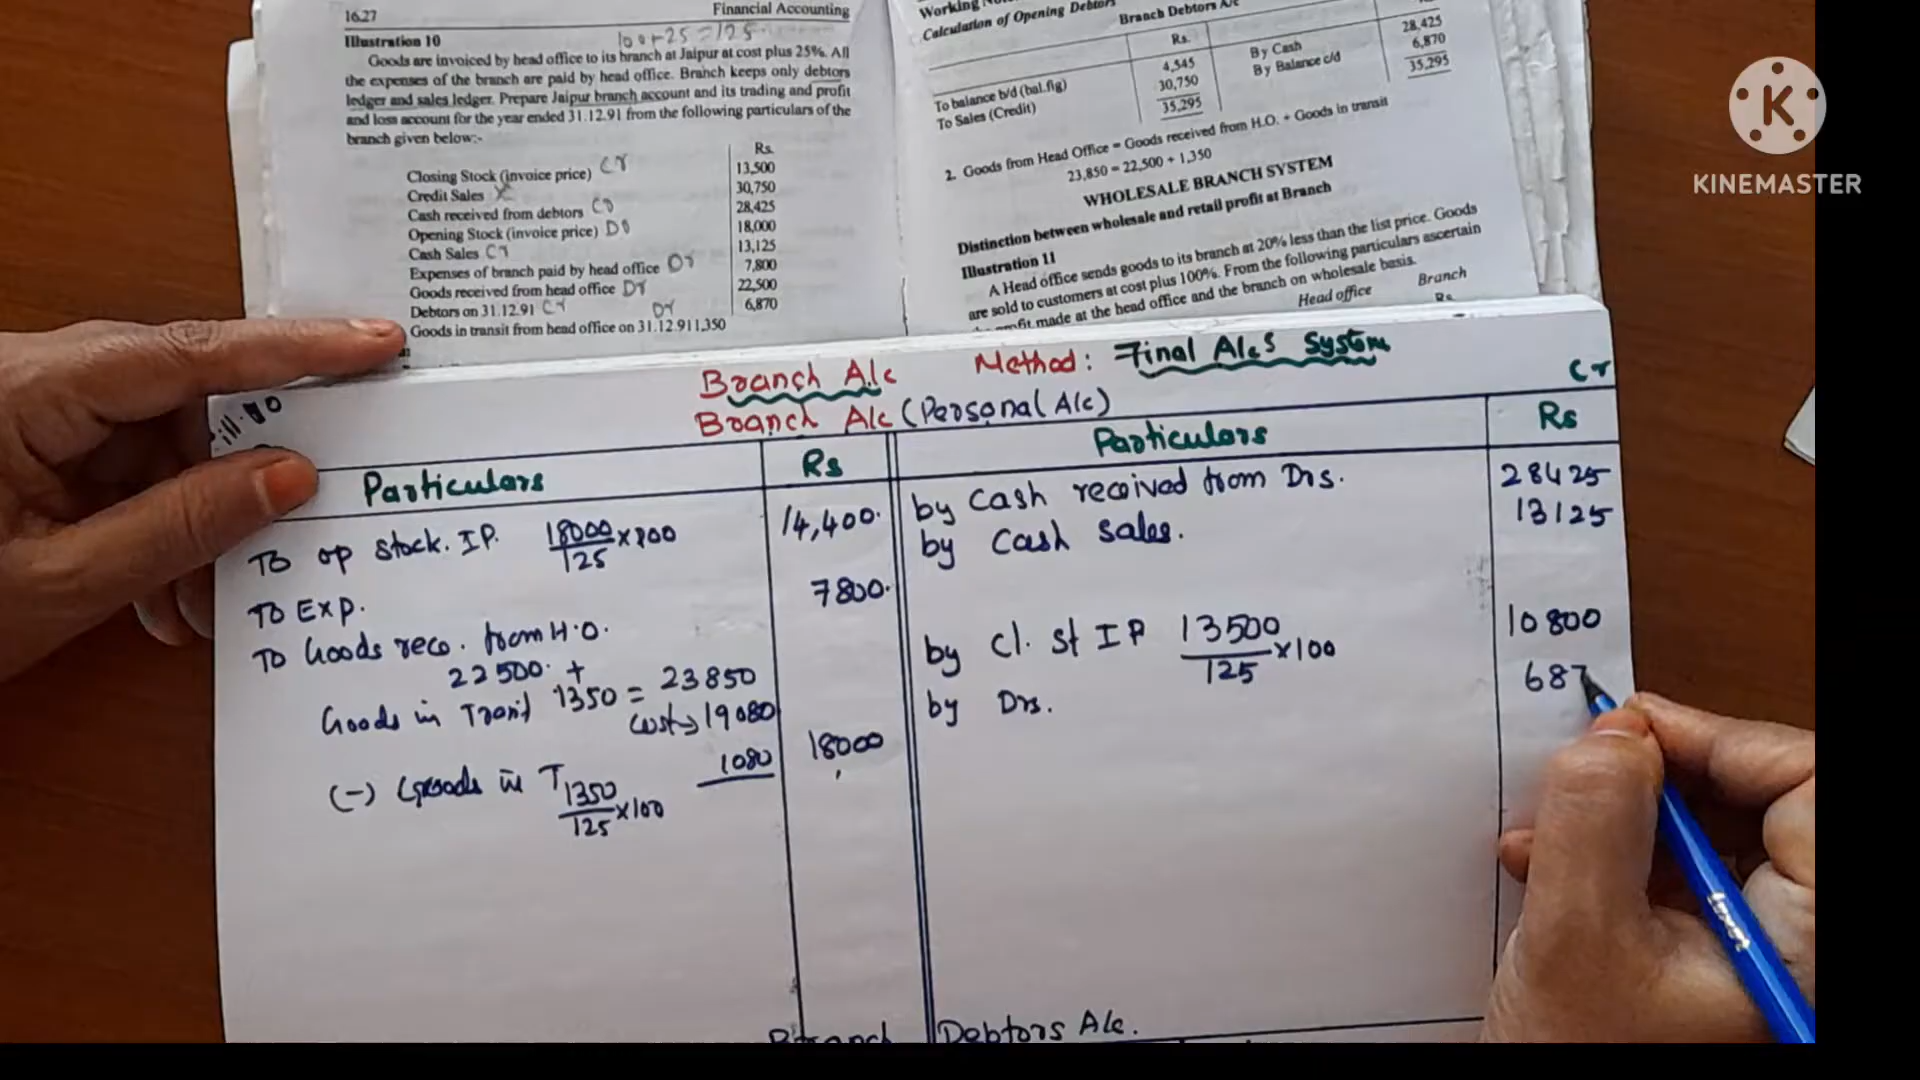 16.27
Financial Accounting
Illustration 10
100+25=125
Goods are invoiced by head office to its branch at Jaipur at cost plus 25%. All
the expenses of the branch are paid by head office. Branch keeps only debtors
ledger and sales ledger. Prepare Jaipur branch account and its trading and profit
and loss account for the year ended 31.12.91 from the following particulars of the
branch given below:-
Rs.
Closing Stock (invoice price) Cr 13,500
Credit Sales X 30,750
Cash received from debtors Cr 28,425
Opening Stock (invoice price) Dr 18,000
Cash Sales Cr 13,125
Expenses of branch paid by head office Dr 7,800
Goods received from head office Dr 22,500
Debtors on 31.12.91 Cr 6,870
Dr
Goods in transit from head office on 31.12.91 1,350
Working
Calculation of Opening Debtors
Branch Debtors A/c
Rs.
To balance b/d (bal.fig) 4,545 By Cash 28,425
To Sales (Credit) 30,750 By Balance c/d 6,870
35,295 35,295
2. Goods from Head Office = Goods received from H.O. + Goods in transit
23,850 = 22,500 + 1,350
WHOLESALE BRANCH SYSTEM
Distinction between wholesale and retail profit at Branch
Illustration 11
A Head office sends goods to its branch at 20% less than the list price. Goods
are sold to customers at cost plus 100%. From the following particulars ascertain
profit made at the head office and the branch on wholesale basis.
Head office Branch
Rs.
KINEMASTER
Branch A/c Method: Final A/cs System
Branch A/c (Personal A/c) Cr
Particulars Rs Particulars Rs
To op stock. IP. 18000/125 x100 14,400. by Cash received from Drs. 28425
by Cash Sales. 13125
To Exp. 7800.
To Goods rece. from H.O. by Cl. St IP 13500/125 x100 10800
22500. +
Goods in Transit 1350 = 23850 by Drs. 687
cost→ 19080
(-) Goods in T 1350/125 x100 1080 18000
Branch Debtors A/c.